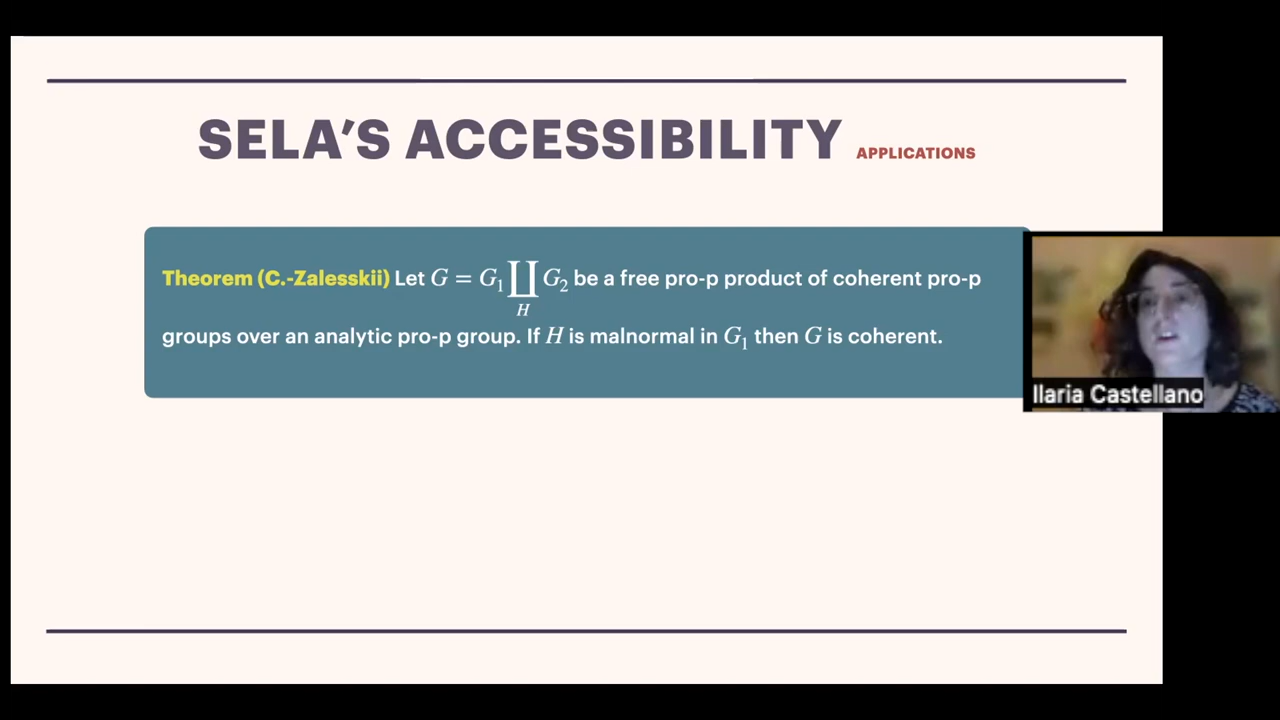 SELA'S ACCESSIBILITY APPLICATIONS
Theorem (C.-Zalesskii) Let G = G₁ ∐_H G₂ be a free pro-p product of coherent pro-p
groups over an analytic pro-p group. If H is malnormal in G₁ then G is coherent.
Ilaria Castellano